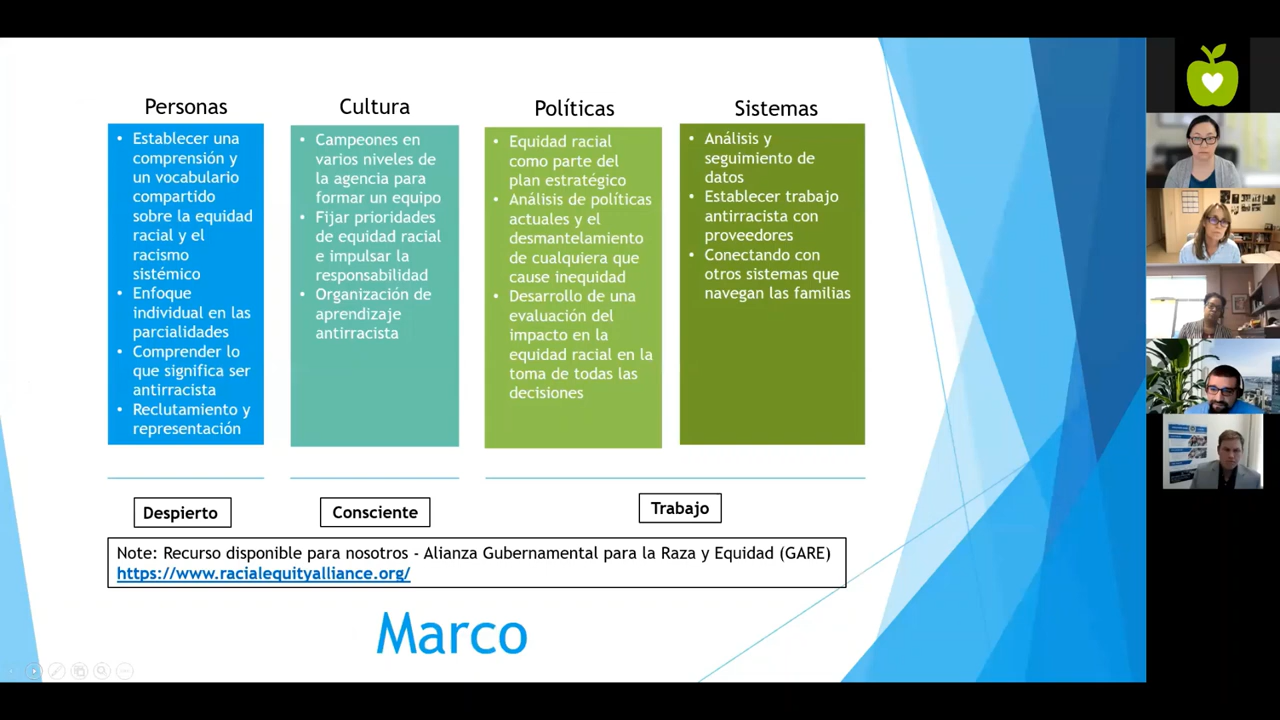 Personas
Establecer una
comprensión y
un vocabulario
compartido
sobre la equidad
racial y el
racismo
sistémico
Enfoque
individual en las
parcialidades
Comprender lo
que significa ser
antirracista
Reclutamiento y
representación
Cultura
Campeones en
varios niveles de
la agencia para
formar un equipo
Fijar prioridades
de equidad racial
e impulsar la
responsabilidad
Organización de
aprendizaje
antirracista
Políticas
Equidad racial
como parte del
plan estratégico
Análisis de políticas
actuales y el
desmantelamiento
de cualquiera que
cause inequidad
Desarrollo de una
evaluación del
impacto en la
equidad racial en la
toma de todas las
decisiones
Sistemas
Análisis y
seguimiento de
datos
Establecer trabajo
antirracista con
proveedores
Conectando con
otros sistemas que
navegan las familias
Despierto
Consciente
Trabajo
Note: Recurso disponible para nosotros - Alianza Gubernamental para la Raza y Equidad (GARE)
https://www.racialequityalliance.org/
Marco